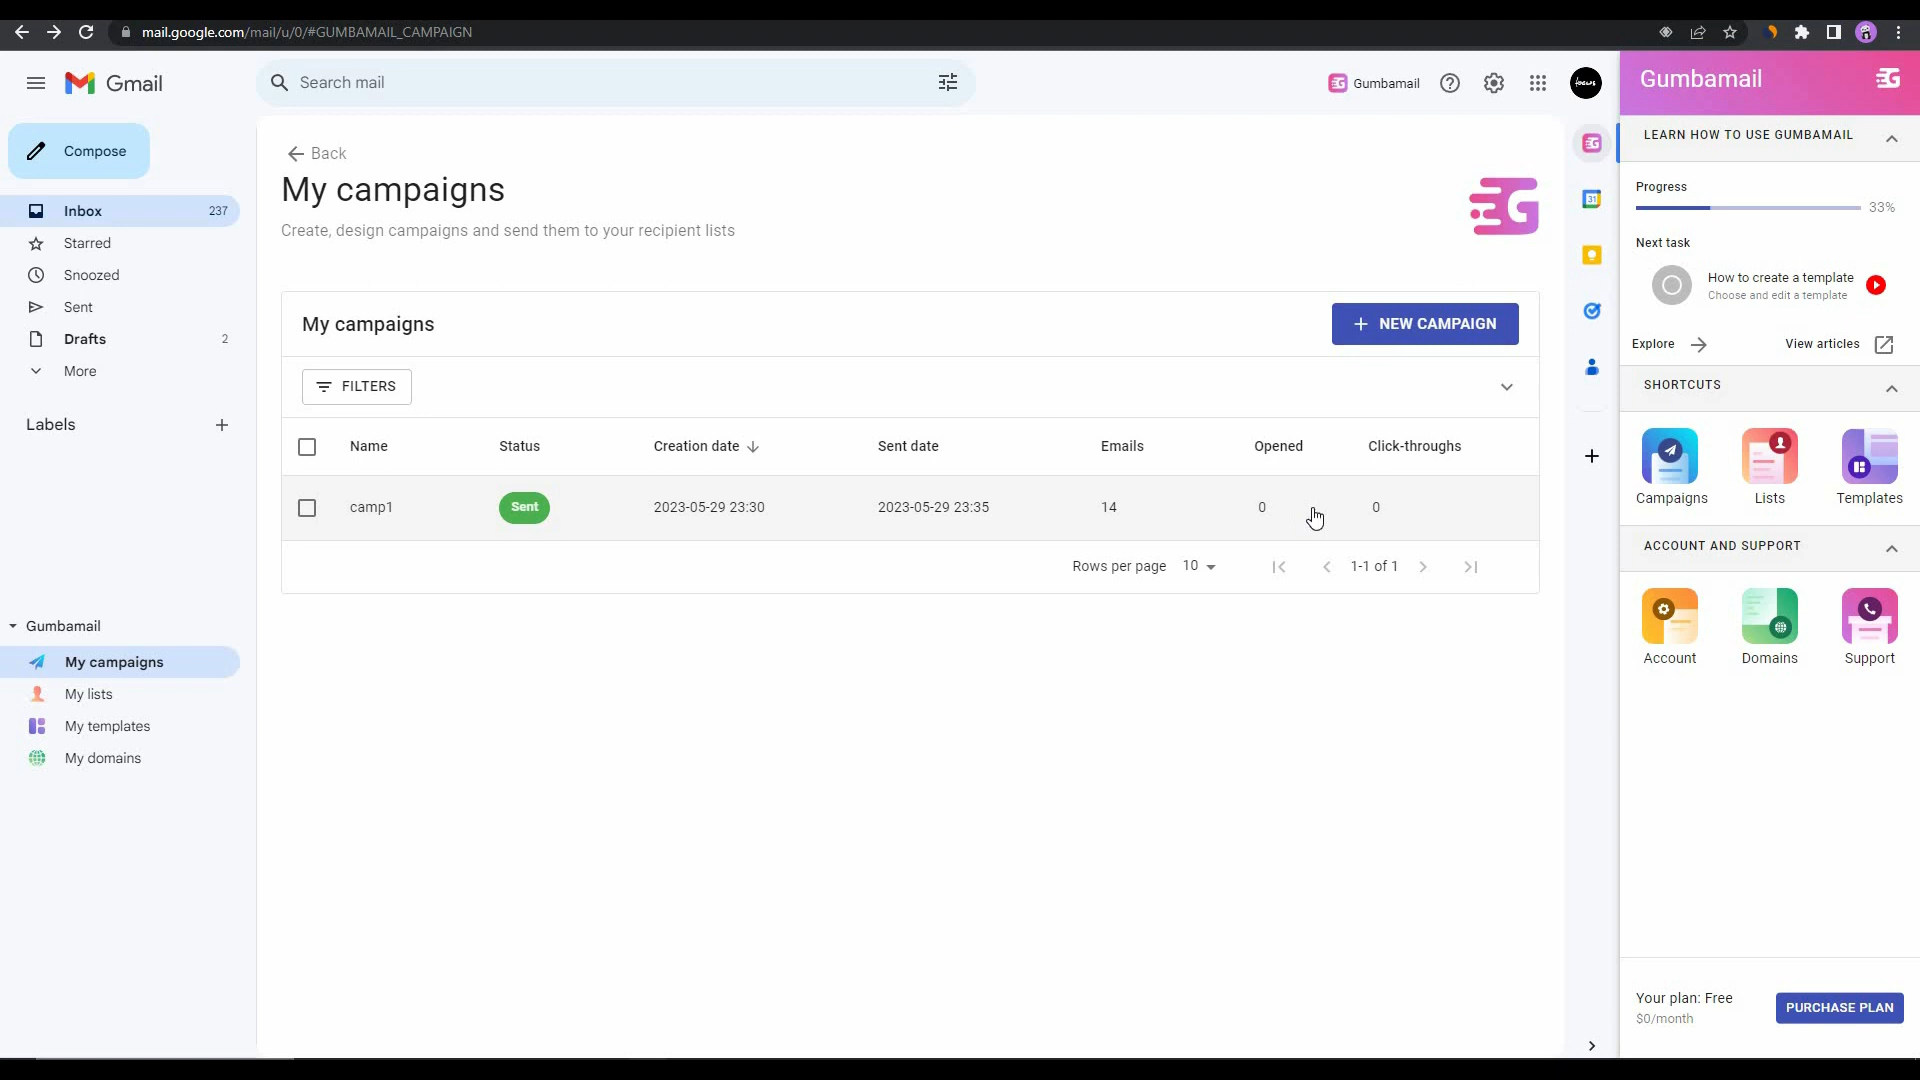 mail.google.com/mail/u/0/#GUMBAMAIL_CAMPAIGN
Gmail
Search mail
Gumbamail
Compose
Inbox 237
Starred
Snoozed
Sent
Drafts 2
More
Labels
Gumbamail
My campaigns
My lists
My templates
My domains
Back
My campaigns
Create, design campaigns and send them to your recipient lists
My campaigns
NEW CAMPAIGN
FILTERS
Name Status Creation date Sent date Emails Opened Click-throughs
camp1 Sent 2023-05-29 23:30 2023-05-29 23:35 14 0 0
Rows per page 10 1-1 of 1
31
Gumbamail
LEARN HOW TO USE GUMBAMAIL
Progress
33%
Next task
How to create a template
Choose and edit a template
Explore View articles
SHORTCUTS
Campaigns Lists Templates
ACCOUNT AND SUPPORT
Account Domains Support
Your plan: Free
$0/month
PURCHASE PLAN